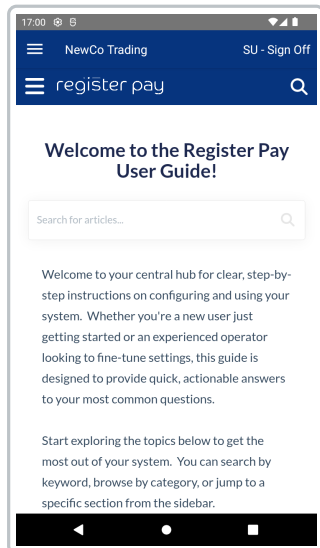 17:00
NewCo Trading
SU - Sign Off
register pay
Welcome to the Register Pay
User Guide!
Search for articles...
Welcome to your central hub for clear, step-by-
step instructions on configuring and using your
system. Whether you're a new user just
getting started or an experienced operator
looking to fine-tune settings, this guide is
designed to provide quick, actionable answers
to your most common questions.
Start exploring the topics below to get the
most out of your system. You can search by
keyword, browse by category, or jump to a
specific section from the sidebar.